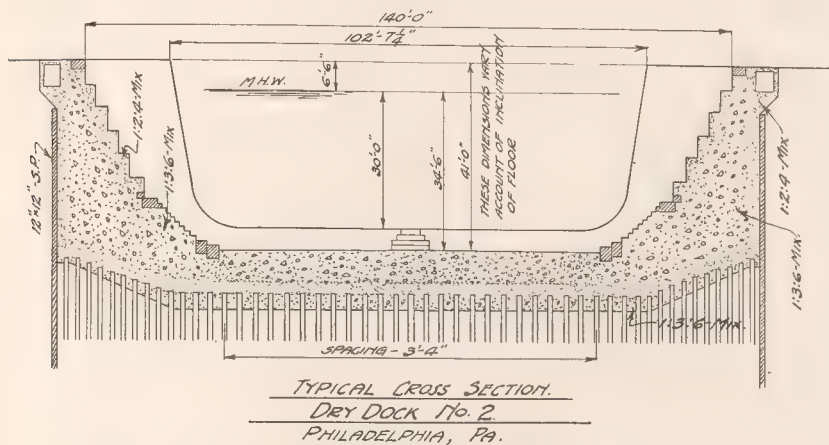 140'-0"
102'-7¼"
M.H.W.
6'-6"
30'-0"
34'-6"
41'-0"
THESE DIMENSIONS VARY
ACCOUNT OF INCLINATION
OF FLOOR
1:2:4-MIX
1:3:6-MIX
12"x12"-S.P.
1:2:4-MIX
1:3:6-MIX.
1:3:6-MIX.
SPACING-3'-4"
TYPICAL CROSS SECTION.
DRY DOCK No. 2.
PHILADELPHIA, PA.